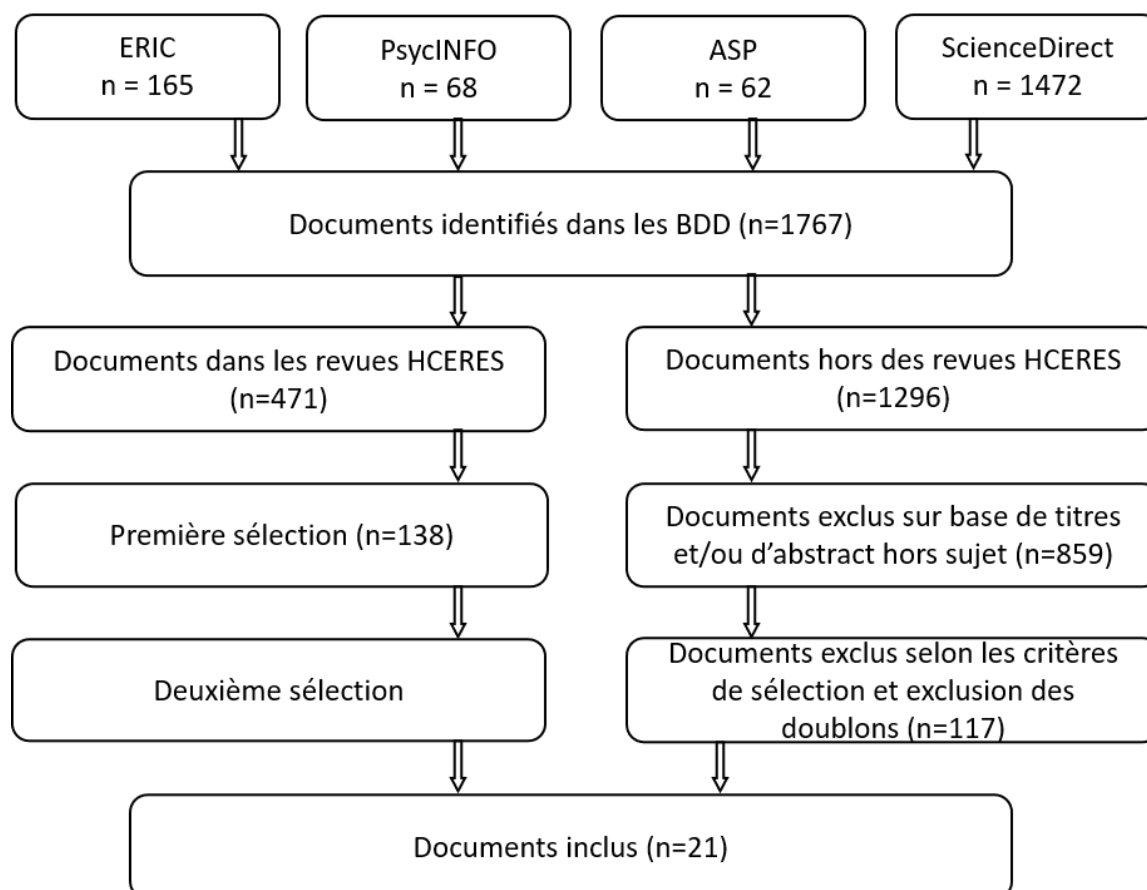 ERIC
n = 165
PsycINFO
n = 68
ASP
n = 62
ScienceDirect
n = 1472
Documents identifiés dans les BDD (n=1767)
Documents dans les revues HCERES
(n=471)
Documents hors des revues HCERES
(n=1296)
Première sélection (n=138)
Documents exclus sur base de titres
et/ou d’abstract hors sujet (n=859)
Deuxième sélection
Documents exclus selon les critères
de sélection et exclusion des
doublons (n=117)
Documents inclus (n=21)